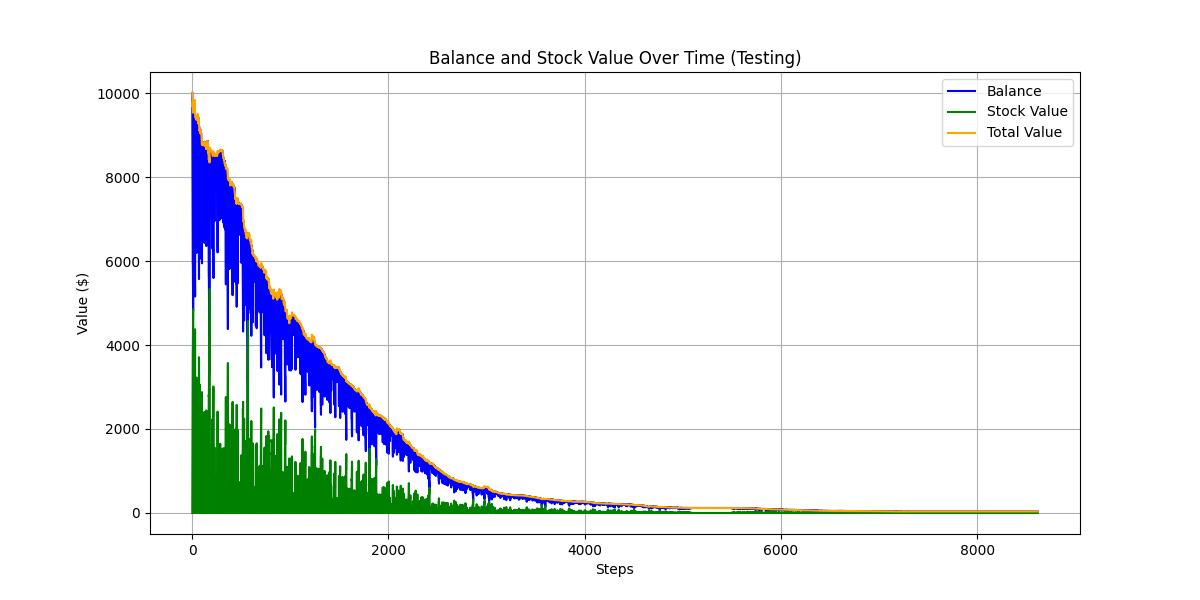 Balance and Stock Value Over Time (Testing)
Balance
Stock Value
Total Value
Value ($)
10000
8000
6000
4000
2000
0
0 2000 4000 6000 8000
Steps